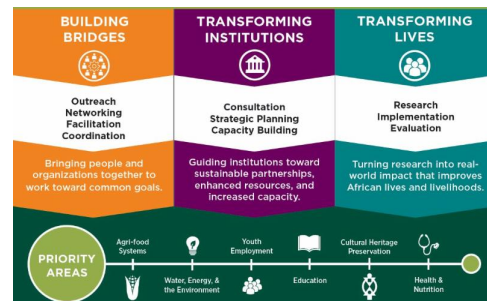 BUILDING
BRIDGES
Outreach
Networking
Facilitation
Coordination
Bringing people and
organizations together to
work toward common goals.
TRANSFORMING
INSTITUTIONS
Consultation
Strategic Planning
Capacity Building
Guiding institutions toward
sustainable partnerships,
enhanced resources, and
increased capacity.
TRANSFORMING
LIVES
Research
Implementation
Evaluation
Turning research into real-
world impact that improves
African lives and livelihoods.
PRIORITY
AREAS
Agri-food
Systems
Water, Energy, &
the Environment
Youth
Employment
Education
Cultural Heritage
Preservation
Health &
Nutrition